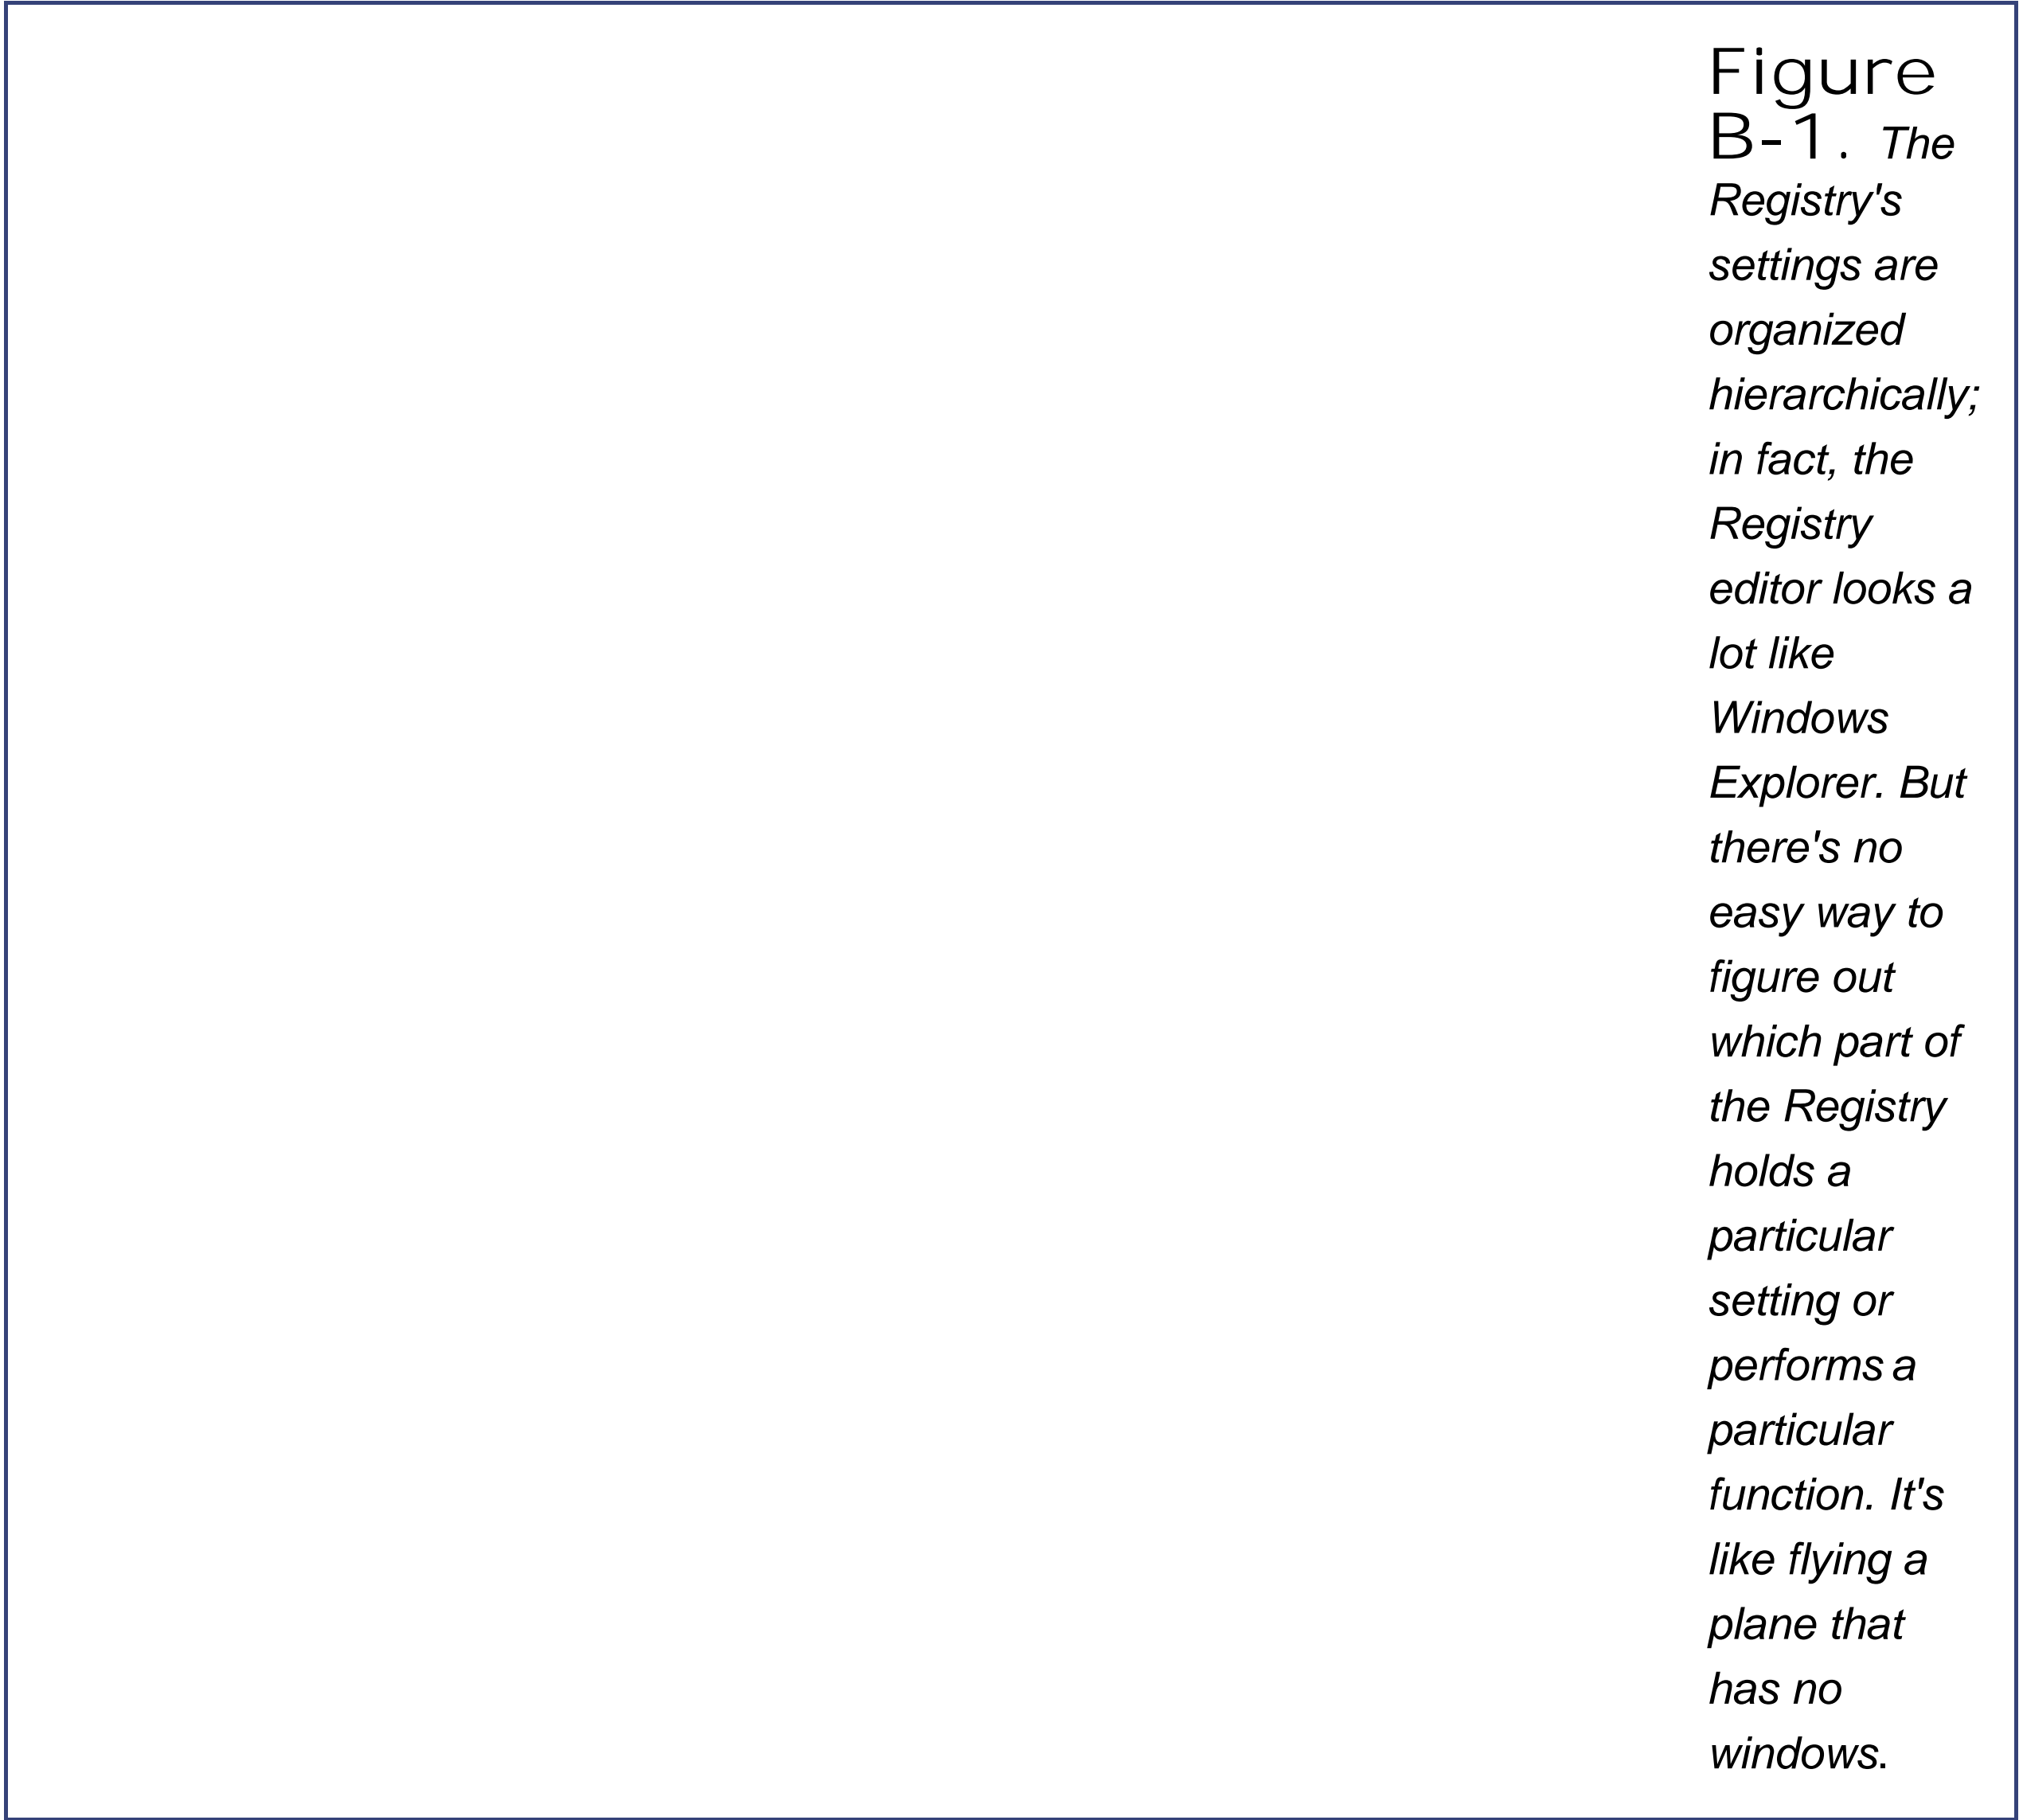 Figure
B-1. The
Registry's
settings are
organized
hierarchically;
in fact, the
Registry
editor looks a
lot like
Windows
Explorer. But
there's no
easy way to
figure out
which part of
the Registry
holds a
particular
setting or
performs a
particular
function. It's
like flying a
plane that
has no
windows.